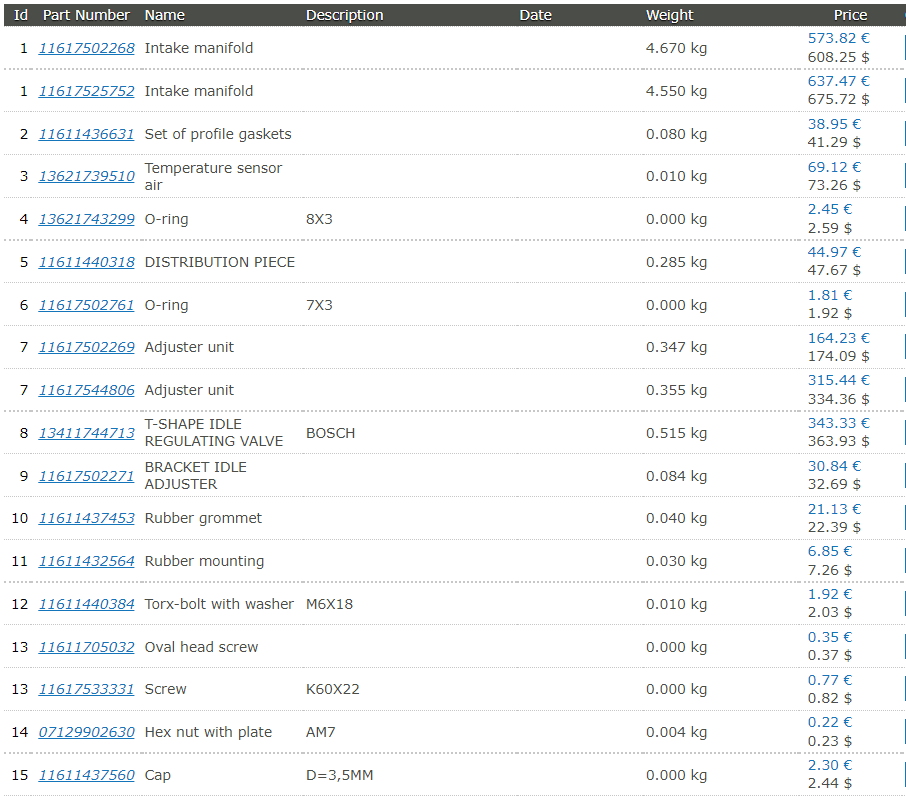 Id Part Number Name Description Date Weight Price
1 11617502268 Intake manifold 4.670 kg 573.82 €
608.25 $
1 11617525752 Intake manifold 4.550 kg 637.47 €
675.72 $
2 11611436631 Set of profile gaskets 0.080 kg 38.95 €
41.29 $
3 13621739510 Temperature sensor air 0.010 kg 69.12 €
73.26 $
4 13621743299 O-ring 8X3 0.000 kg 2.45 €
2.59 $
5 11611440318 DISTRIBUTION PIECE 0.285 kg 44.97 €
47.67 $
6 11617502761 O-ring 7X3 0.000 kg 1.81 €
1.92 $
7 11617502269 Adjuster unit 0.347 kg 164.23 €
174.09 $
7 11617544806 Adjuster unit 0.355 kg 315.44 €
334.36 $
8 13411744713 T-SHAPE IDLE REGULATING VALVE BOSCH 0.515 kg 343.33 €
363.93 $
9 11617502271 BRACKET IDLE ADJUSTER 0.084 kg 30.84 €
32.69 $
10 11611437453 Rubber grommet 0.040 kg 21.13 €
22.39 $
11 11611432564 Rubber mounting 0.030 kg 6.85 €
7.26 $
12 11611440384 Torx-bolt with washer M6X18 0.010 kg 1.92 €
2.03 $
13 11611705032 Oval head screw 0.000 kg 0.35 €
0.37 $
13 11617533331 Screw K60X22 0.000 kg 0.77 €
0.82 $
14 07129902630 Hex nut with plate AM7 0.004 kg 0.22 €
0.23 $
15 11611437560 Cap D=3,5MM 0.000 kg 2.30 €
2.44 $